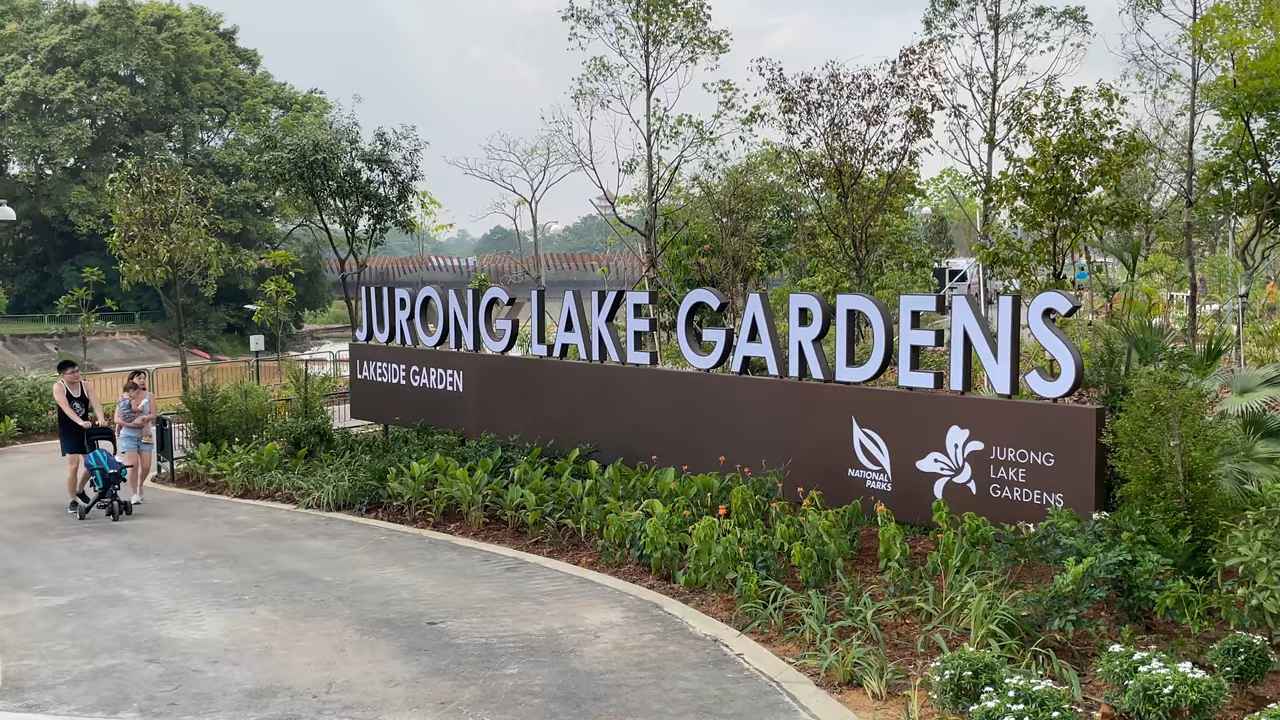 JURONG LAKE GARDENS
LAKESIDE GARDEN
NATIONAL
PARKS
JURONG
LAKE
GARDENS